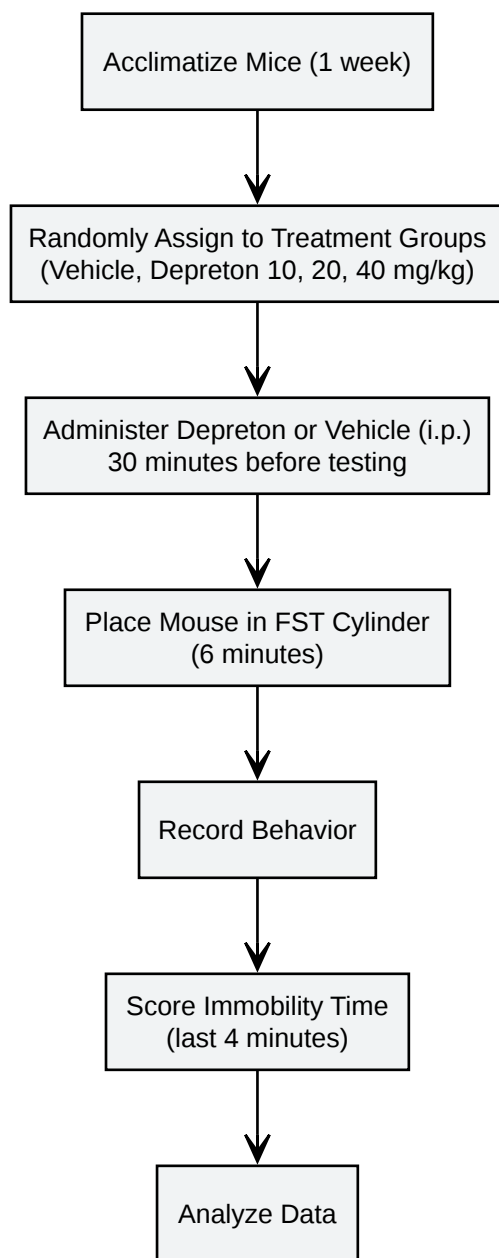 Acclimatize Mice (1 week)
Randomly Assign to Treatment Groups
(Vehicle, Depreton 10, 20, 40 mg/kg)
Administer Depreton or Vehicle (i.p.)
30 minutes before testing
Place Mouse in FST Cylinder
(6 minutes)
Record Behavior
Score Immobility Time
(last 4 minutes)
Analyze Data